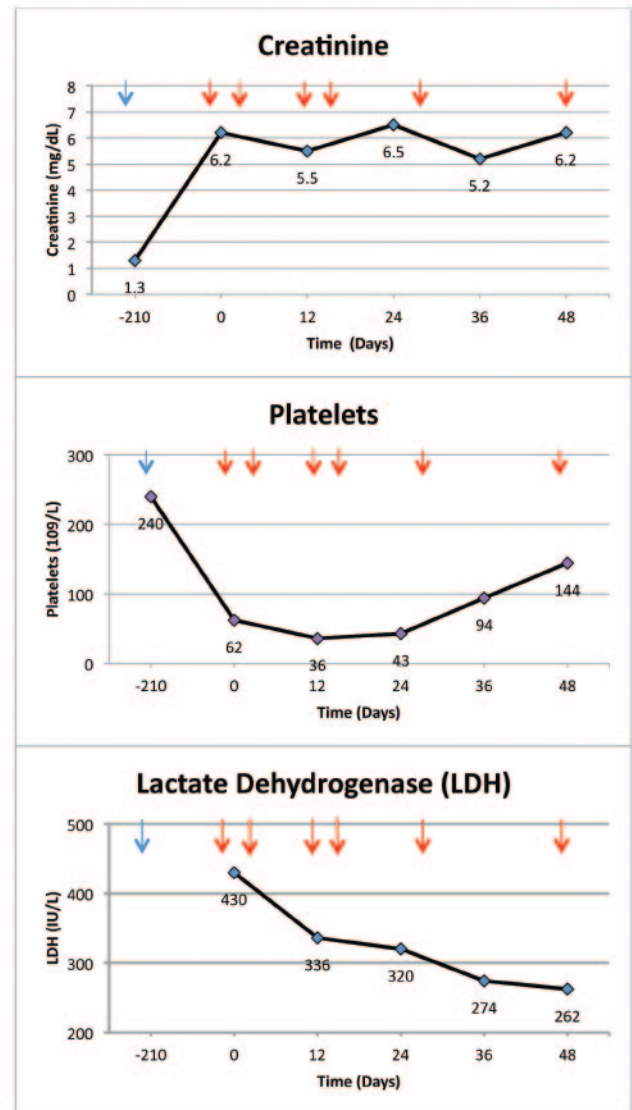 Creatinine
8
7
6
5
4
3
2
1
0
Creatinine (mg/dL)
1.3
6.2
5.5
6.5
5.2
6.2
-210 0 12 24 36 48
Time (Days)
Platelets
300
200
100
0
Platelets (109/L)
240
62
36
43
94
144
-210 0 12 24 36 48
Time (Days)
Lactate Dehydrogenase (LDH)
500
400
300
200
LDH (IU/L)
430
336
320
274
262
-210 0 12 24 36 48
Time (Days)